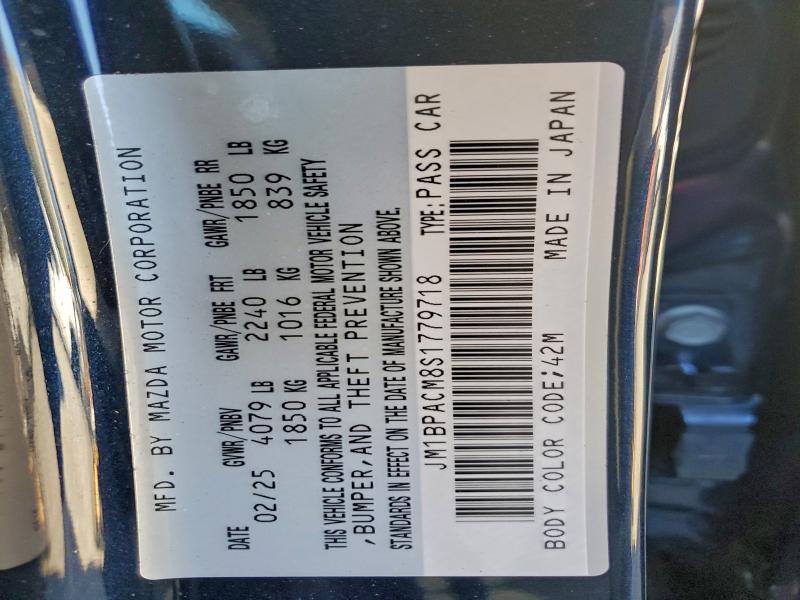 MFD. BY MAZDA MOTOR CORPORATION
DATE GVWR/PNBV GAWR/PNBE FRT GAWR/PNBE RR
02/25 4079 LB 2240 LB 1850 LB
1850 KG 1016 KG 839 KG
THIS VEHICLE CONFORMS TO ALL APPLICABLE FEDERAL MOTOR VEHICLE SAFETY
,BUMPER,AND THEFT PREVENTION
STANDARDS IN EFFECT ON THE DATE OF MANUFACTURE SHOWN ABOVE.
JM1BPACM8S1779718 TYPE:PASS CAR
BODY COLOR CODE;42M MADE IN JAPAN